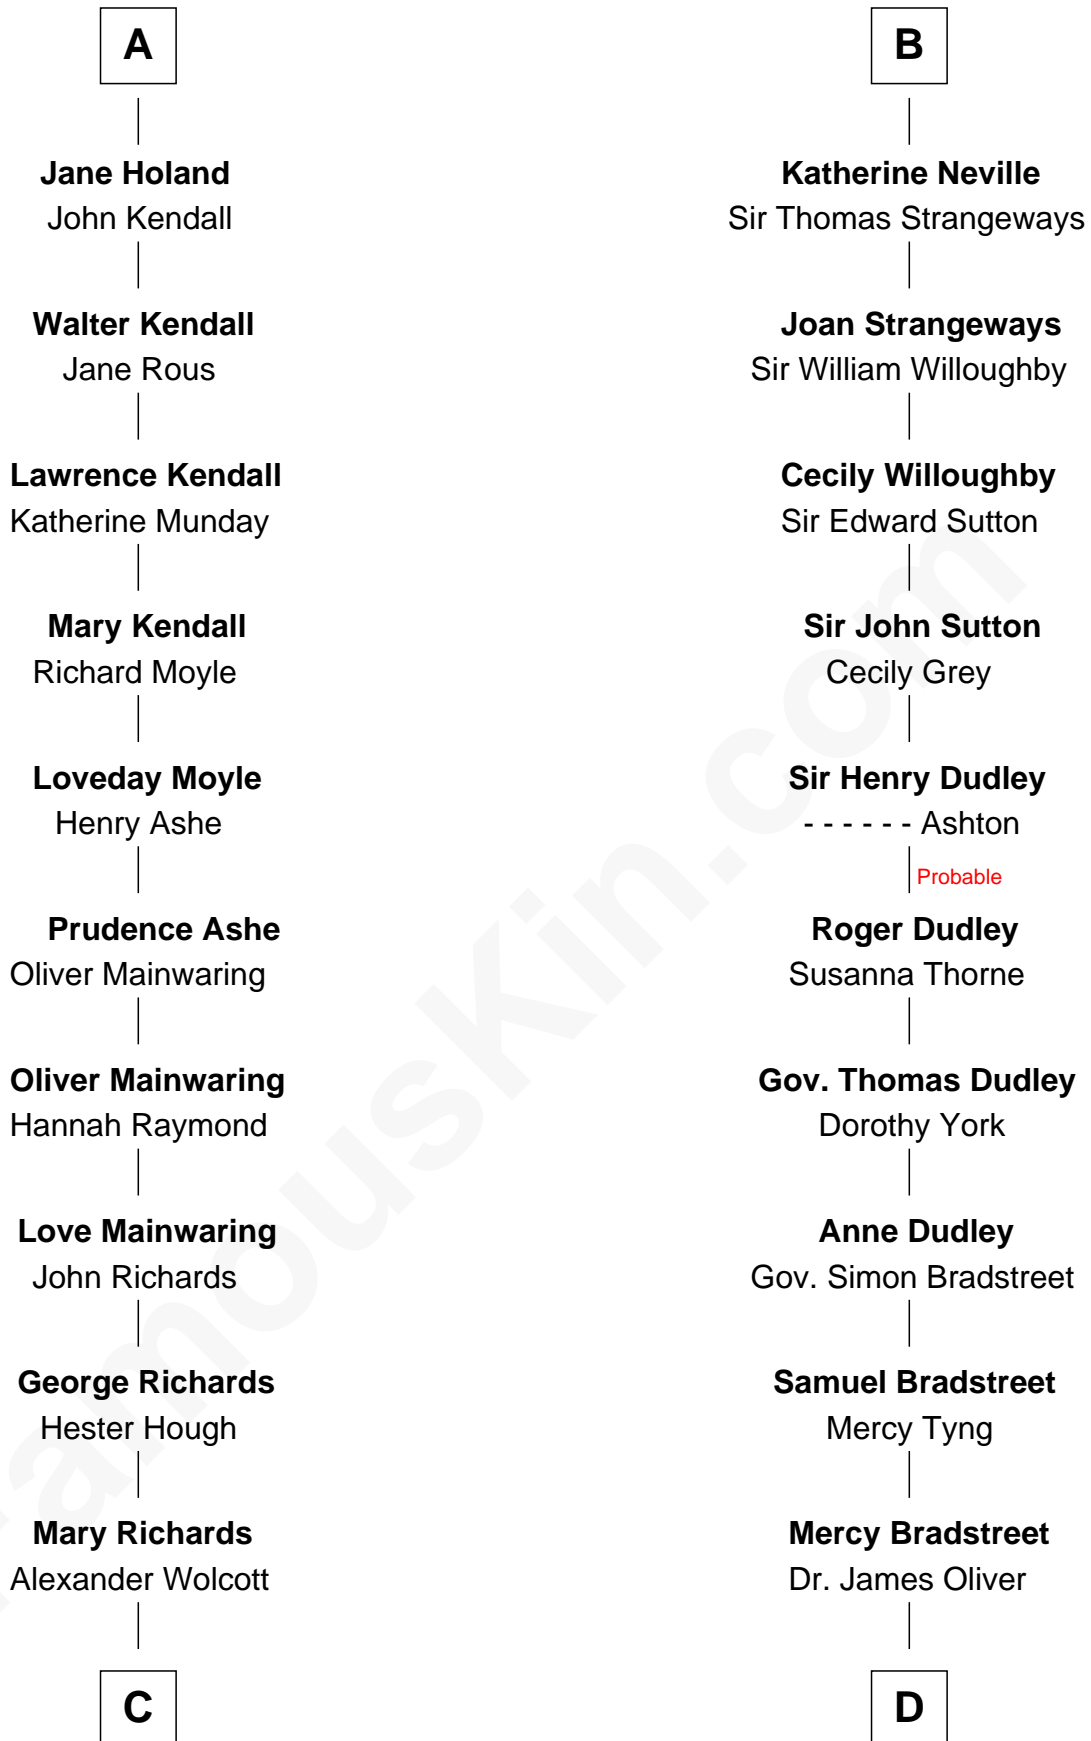 A
Jane Holand
John Kendall
Walter Kendall
Jane Rous
Lawrence Kendall
Katherine Munday
Mary Kendall
Richard Moyle
Loveday Moyle
Henry Ashe
Prudence Ashe
Oliver Mainwaring
Oliver Mainwaring
Hannah Raymond
Love Mainwaring
John Richards
George Richards
Hester Hough
Mary Richards
Alexander Wolcott
C
B
Katherine Neville
Sir Thomas Strangeways
Joan Strangeways
Sir William Willoughby
Cecily Willoughby
Sir Edward Sutton
Sir John Sutton
Cecily Grey
Sir Henry Dudley
- - - - - - Ashton
Probable
Roger Dudley
Susanna Thorne
Gov. Thomas Dudley
Dorothy York
Anne Dudley
Gov. Simon Bradstreet
Samuel Bradstreet
Mercy Tyng
Mercy Bradstreet
Dr. James Oliver
D
FamousKin.com